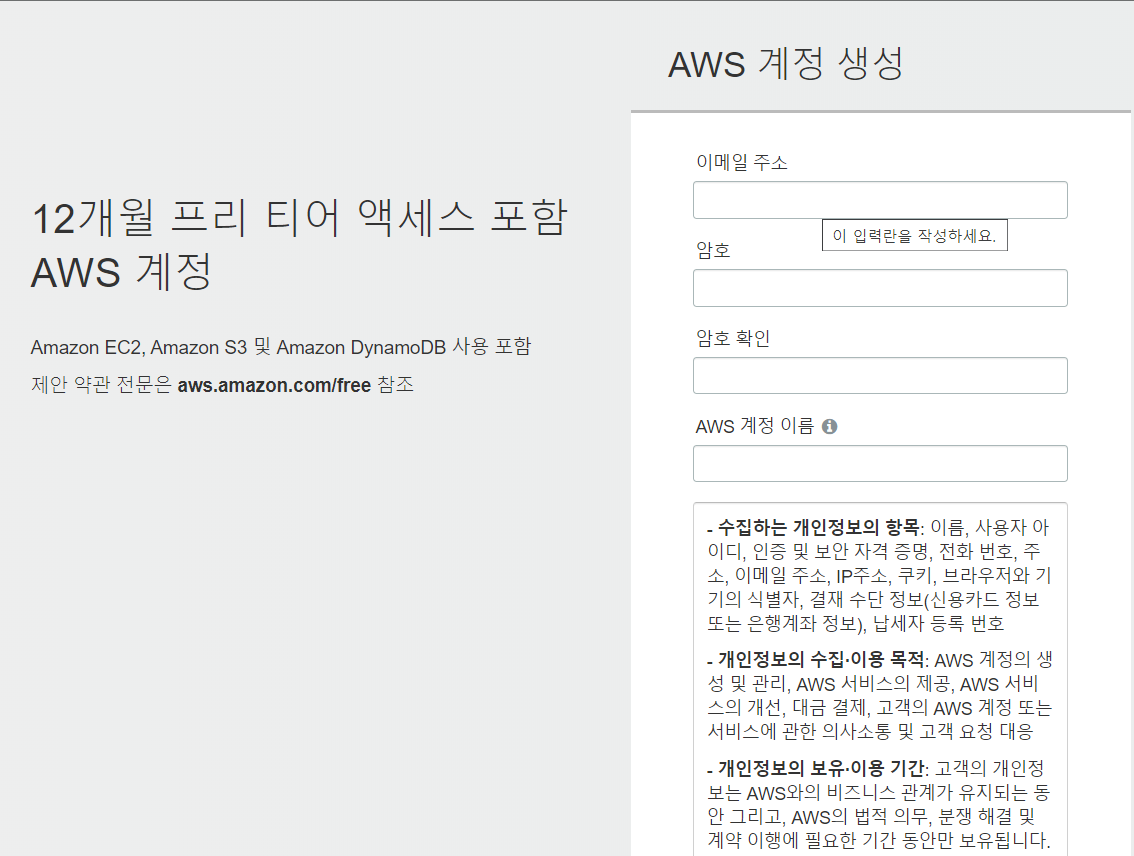 AWS 계정 생성
12개월 프리 티어 액세스 포함
AWS 계정
Amazon EC2, Amazon S3 및 Amazon DynamoDB 사용 포함
제안 약관 전문은 aws.amazon.com/free 참조
이메일 주소
이 입력란을 작성하세요.
암호
암호 확인
AWS 계정 이름
- 수집하는 개인정보의 항목: 이름, 사용자 아
이디, 인증 및 보안 자격 증명, 전화 번호, 주
소, 이메일 주소, IP주소, 쿠키, 브라우저와 기
기의 식별자, 결재 수단 정보(신용카드 정보
또는 은행계좌 정보), 납세자 등록 번호
- 개인정보의 수집·이용 목적: AWS 계정의 생
성 및 관리, AWS 서비스의 제공, AWS 서비
스의 개선, 대금 결제, 고객의 AWS 계정 또는
서비스에 관한 의사소통 및 고객 요청 대응
- 개인정보의 보유·이용 기간: 고객의 개인정
보는 AWS와의 비즈니스 관계가 유지되는 동
안 그리고, AWS의 법적 의무, 분쟁 해결 및
계약 이행에 필요한 기간 동안만 보유됩니다.